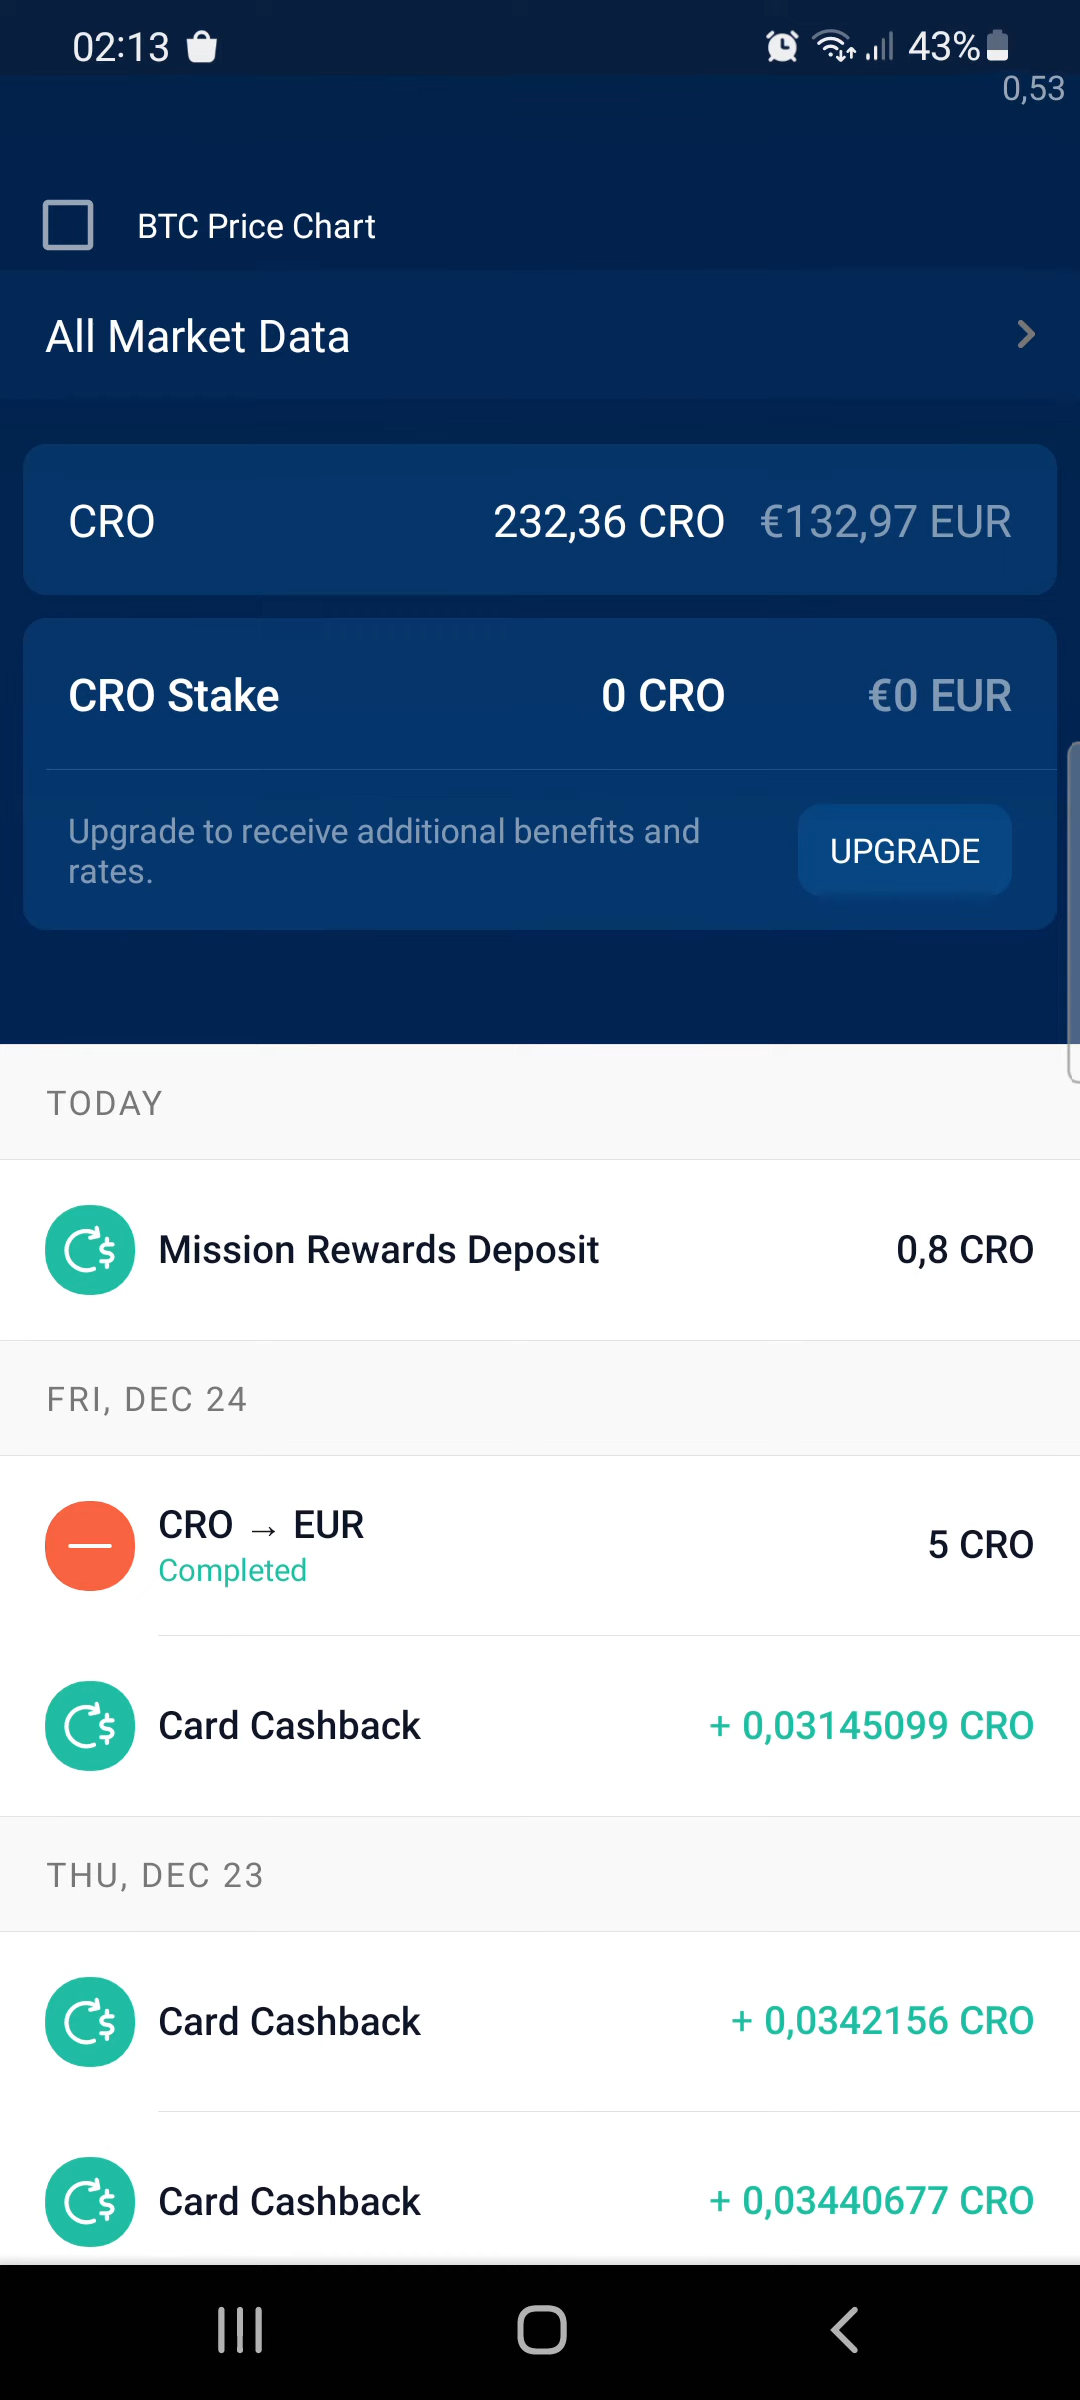 02:13 43%
0,53
BTC Price Chart
All Market Data
CRO 232,36 CRO €132,97 EUR
CRO Stake 0 CRO €0 EUR
Upgrade to receive additional benefits and
rates.
UPGRADE
TODAY
Mission Rewards Deposit 0,8 CRO
FRI, DEC 24
CRO → EUR
Completed
5 CRO
Card Cashback + 0,03145099 CRO
THU, DEC 23
Card Cashback + 0,0342156 CRO
Card Cashback + 0,03440677 CRO